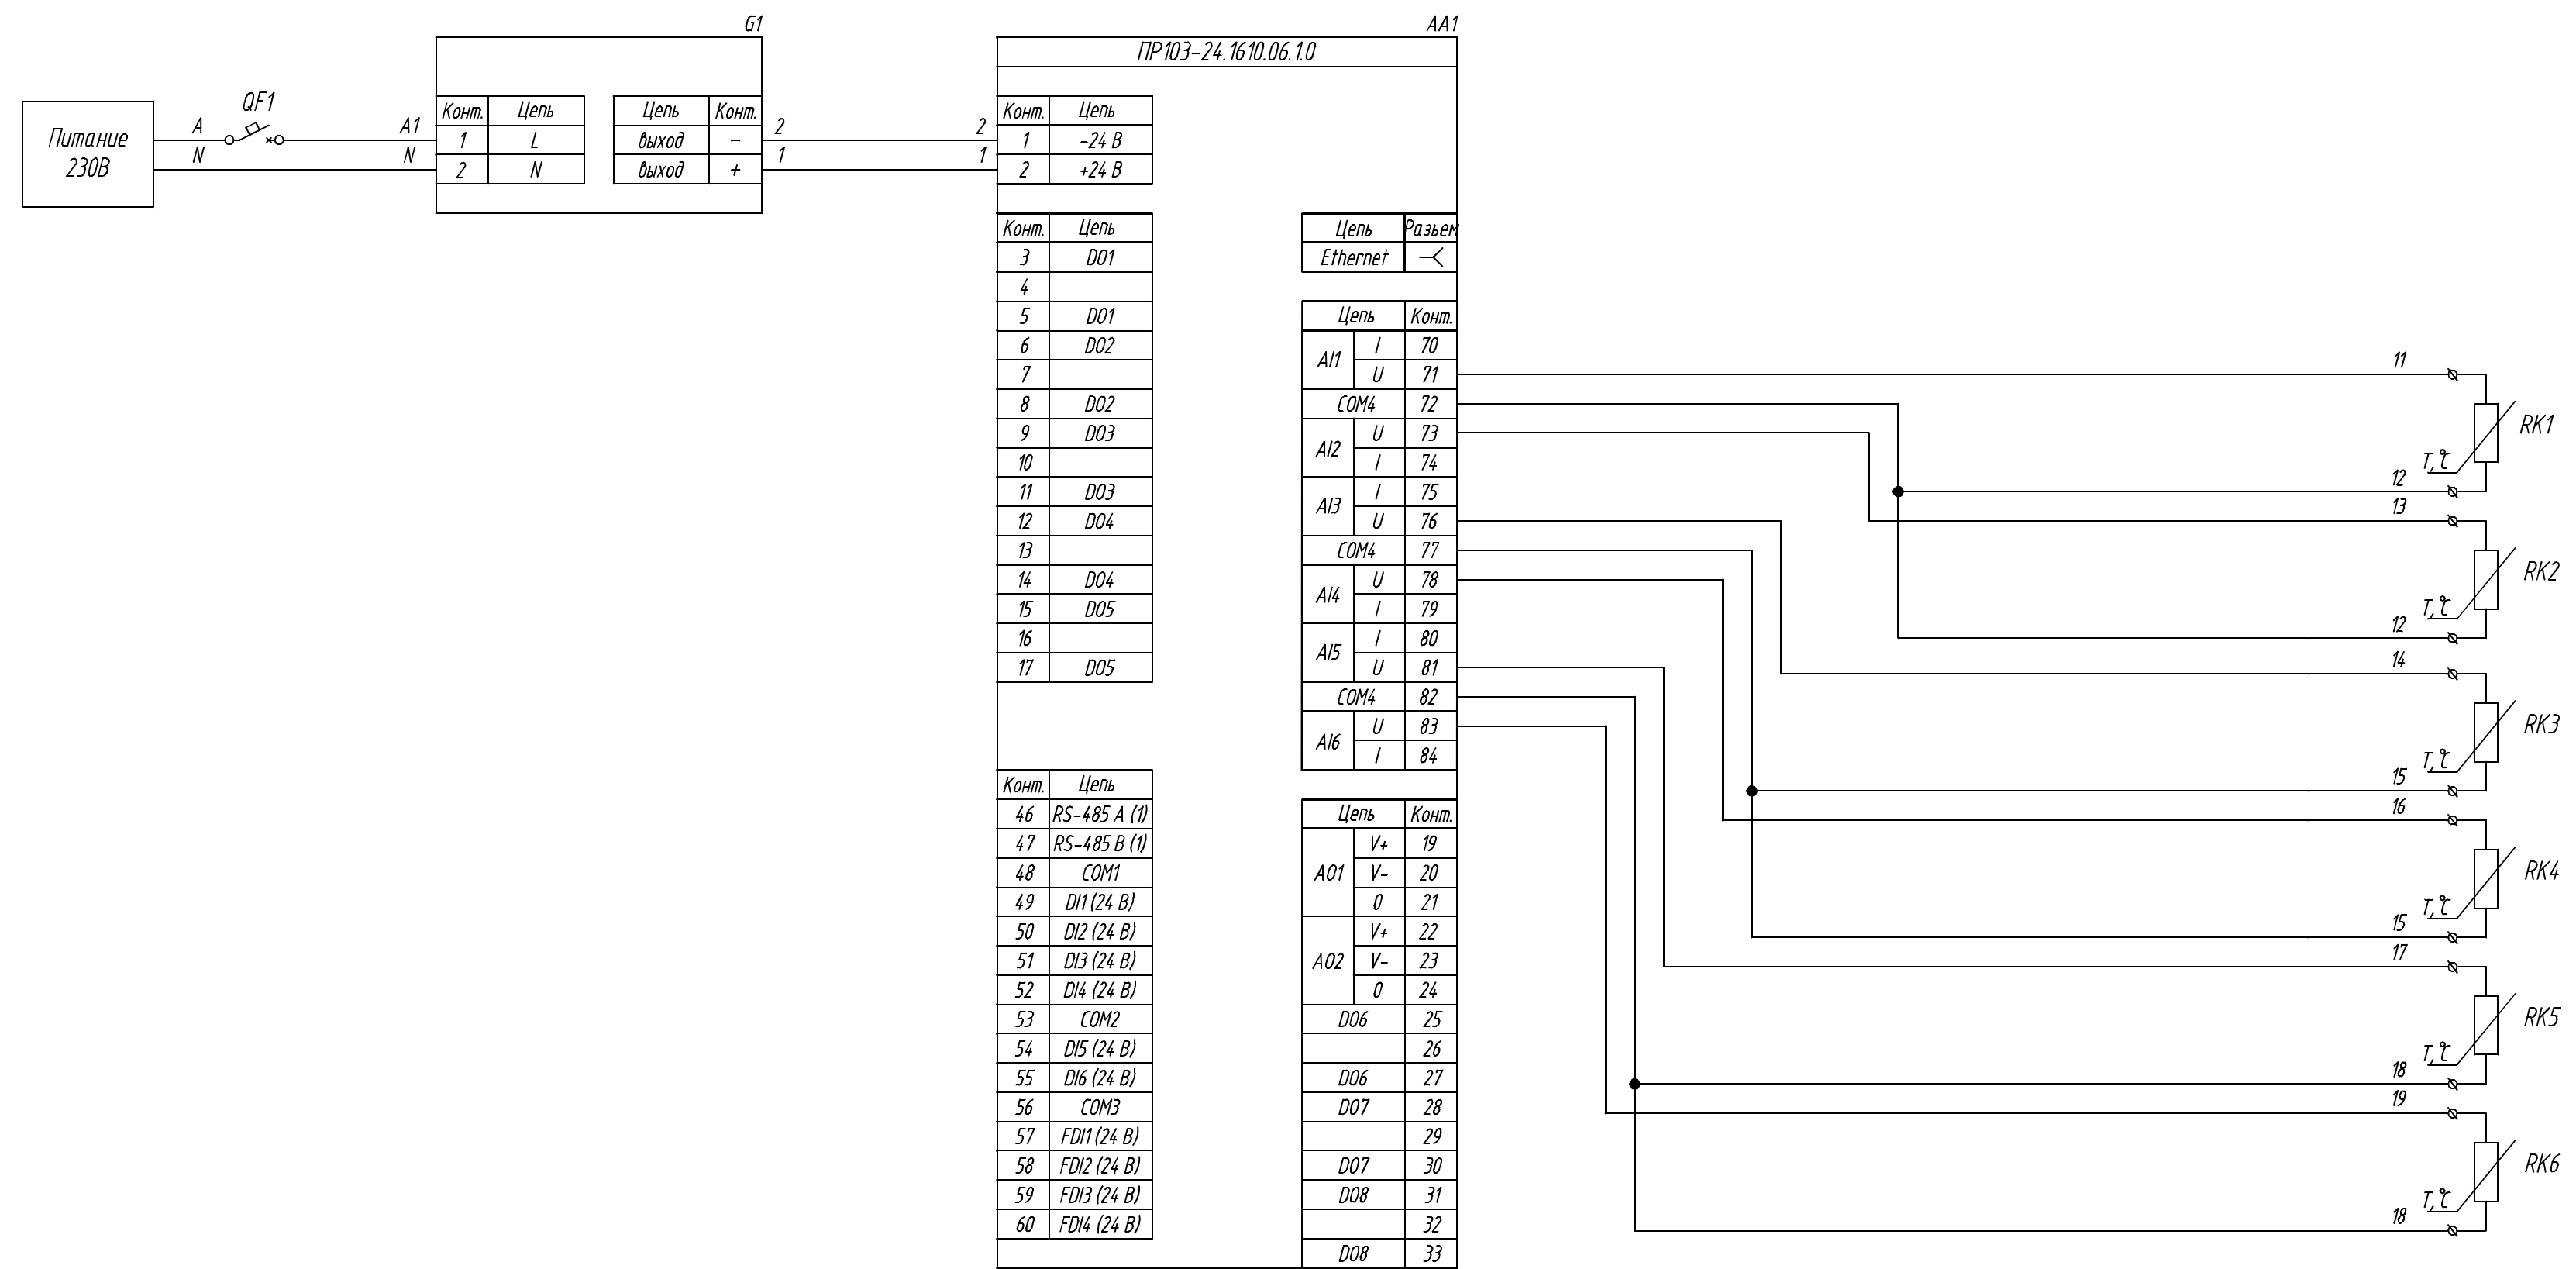 G1
AA1
ПР103-24.1610.06.1.0
Питание
230В
QF1
A
N
A1
N
Конт. Цепь
1 L
2 N
Цепь Конт.
выход -
выход +
2
1
2
1
Конт. Цепь
1 -24 В
2 +24 В
Конт. Цепь
3 DO1
4
5 DO1
6 DO2
7
8 DO2
9 DO3
10
11 DO3
12 DO4
13
14 DO4
15 DO5
16
17 DO5
Конт. Цепь
46 RS-485 A (1)
47 RS-485 B (1)
48 COM1
49 DI1 (24 В)
50 DI2 (24 В)
51 DI3 (24 В)
52 DI4 (24 В)
53 COM2
54 DI5 (24 В)
55 DI6 (24 В)
56 COM3
57 FDI1 (24 В)
58 FDI2 (24 В)
59 FDI3 (24 В)
60 FDI4 (24 В)
Цепь Разьем
Ethernet
Цепь Конт.
AI1 I 70
U 71
COM4 72
AI2 U 73
I 74
AI3 I 75
U 76
COM4 77
AI4 U 78
I 79
AI5 I 80
U 81
COM4 82
AI6 U 83
I 84
Цепь Конт.
AO1 V+ 19
V- 20
0 21
AO2 V+ 22
V- 23
0 24
DO6 25
26
DO6 27
DO7 28
29
DO7 30
DO8 31
32
DO8 33
11
RK1
T,℃
12
13
RK2
T,℃
12
14
RK3
T,℃
15
16
RK4
T,℃
15
17
RK5
T,℃
18
19
RK6
T,℃
18